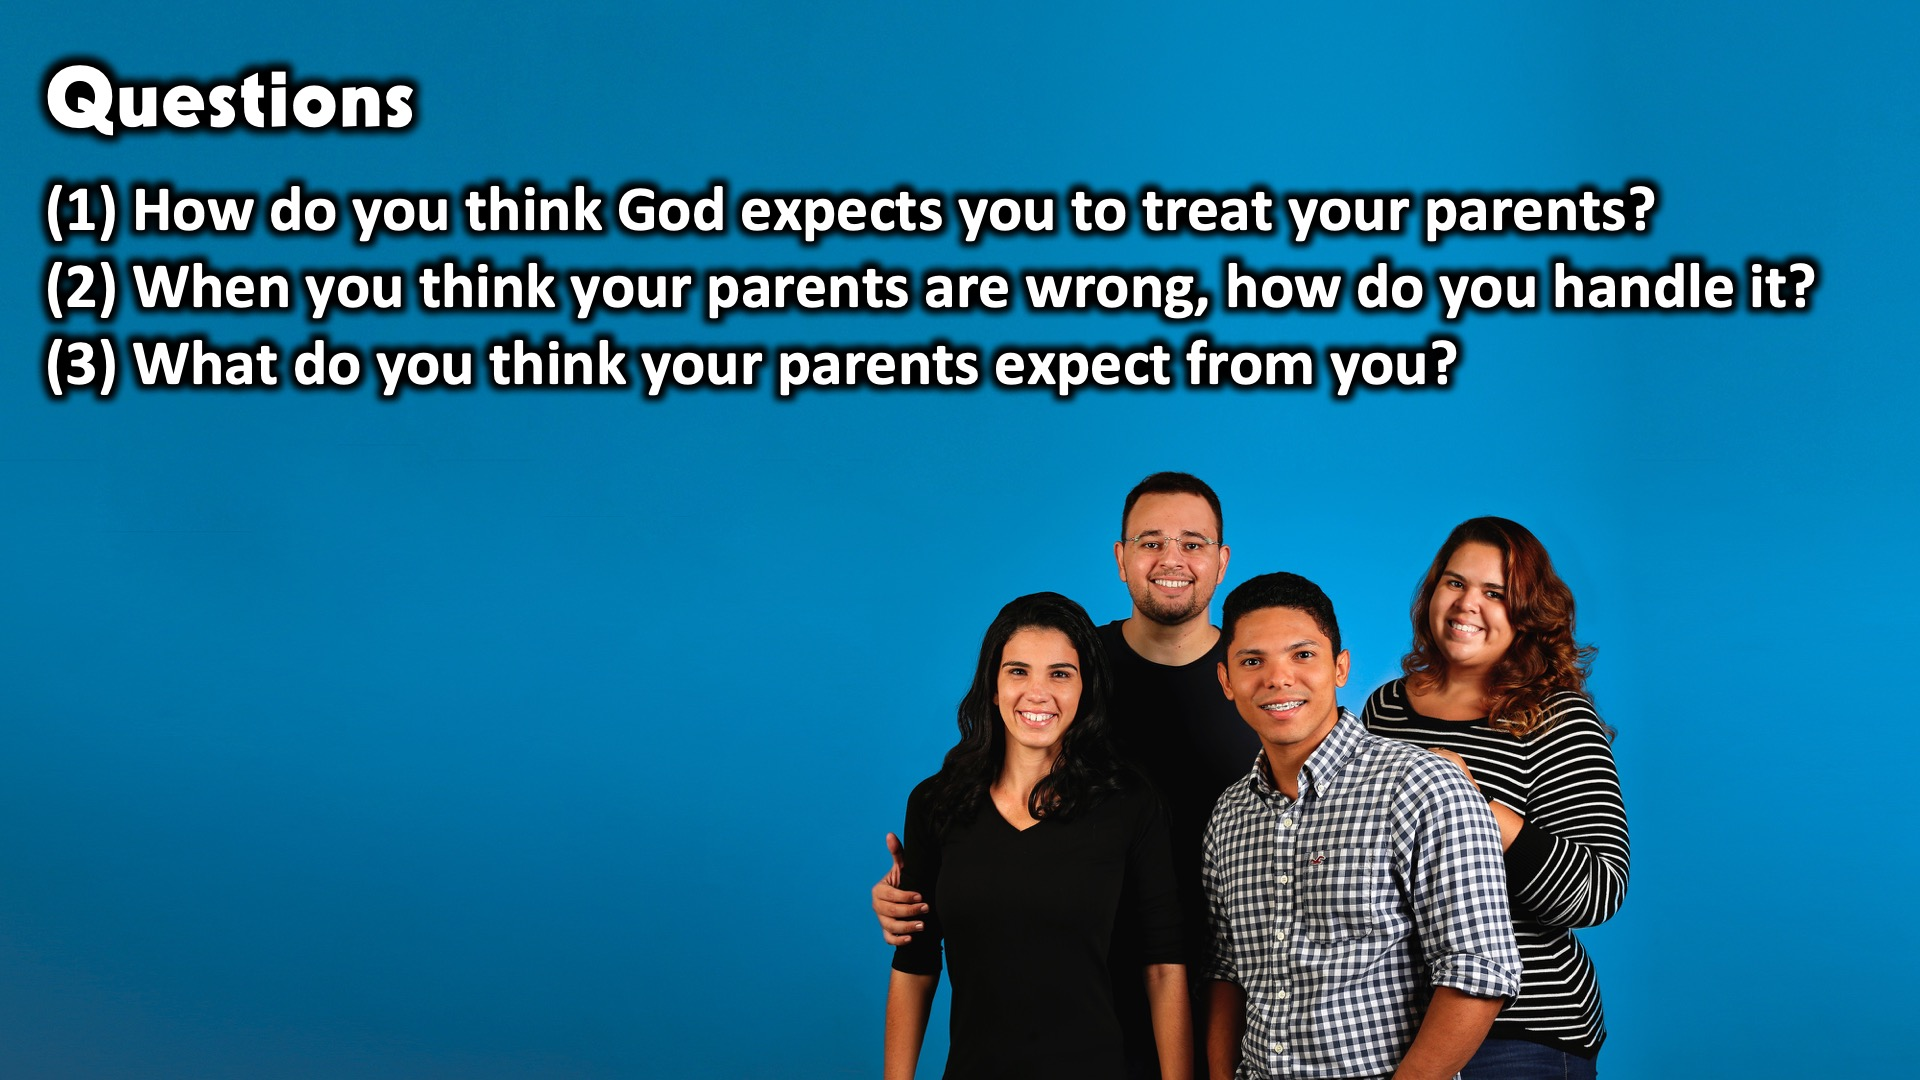 Questions
(1) How do you think God expects you to treat your parents?
(2) When you think your parents are wrong, how do you handle it?
(3) What do you think your parents expect from you?